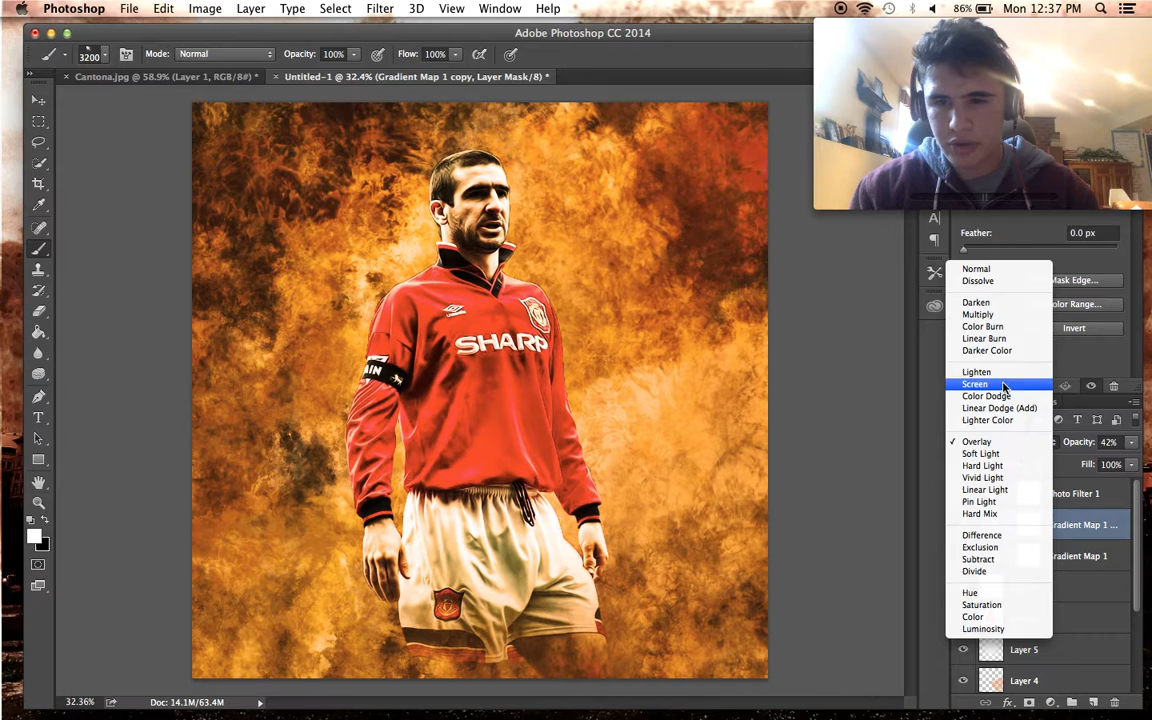 Photoshop File Edit Image Layer Type Select Filter 3D View Window Help 86% Mon 12:37 PM
Adobe Photoshop CC 2014
3200 Mode: Normal Opacity: 100% Flow: 100%
Cantona.jpg @ 58.9% (Layer 1, RGB/8#) * Untitled-1 @ 32.4% (Gradient Map 1 copy, Layer Mask/8) *
Feather: 0.0 px
Mask Edge...
Color Range...
Invert
Normal
Dissolve
Darken
Multiply
Color Burn
Linear Burn
Darker Color
Lighten
Screen
Color Dodge
Linear Dodge (Add)
Lighter Color
Overlay
Soft Light
Hard Light
Vivid Light
Linear Light
Pin Light
Hard Mix
Difference
Exclusion
Subtract
Divide
Hue
Saturation
Color
Luminosity
Opacity: 42%
Fill: 100%
hoto Filter 1
radient Map 1 ...
radient Map 1
Layer 5
Layer 4
SHARP
AIN
32.36% Doc: 14.1M/63.4M